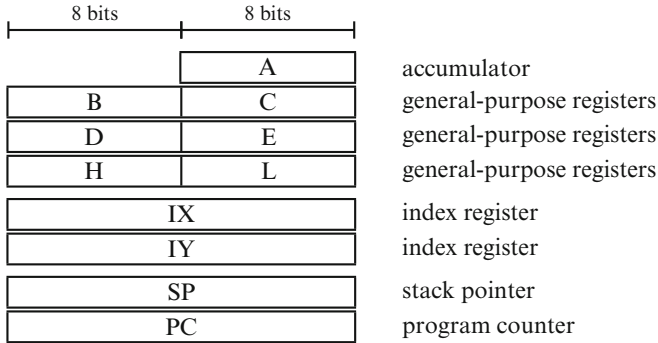 8 bits 8 bits
A accumulator
B C general-purpose registers
D E general-purpose registers
H L general-purpose registers
IX index register
IY index register
SP stack pointer
PC program counter